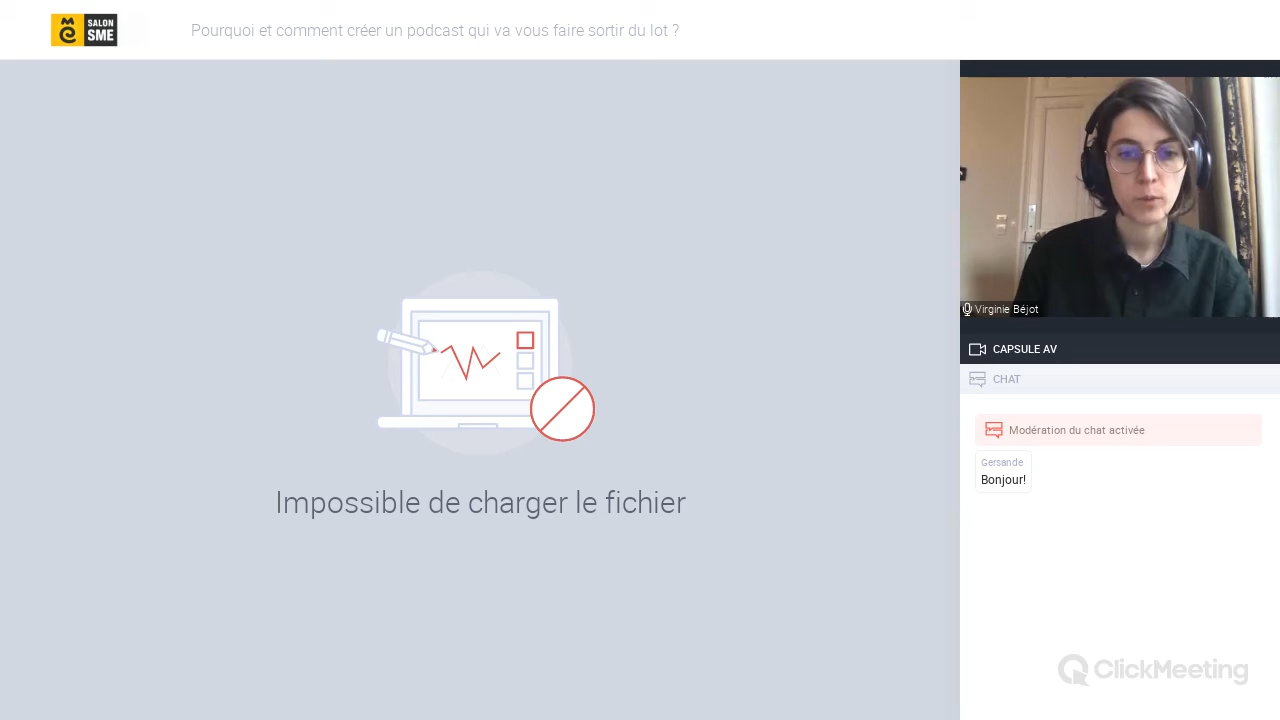 SALON
SME
Pourquoi et comment créer un podcast qui va vous faire sortir du lot ?
Impossible de charger le fichier
Virginie Béjot
CAPSULE AV
CHAT
Modération du chat activée
Gersande
Bonjour!
ClickMeeting